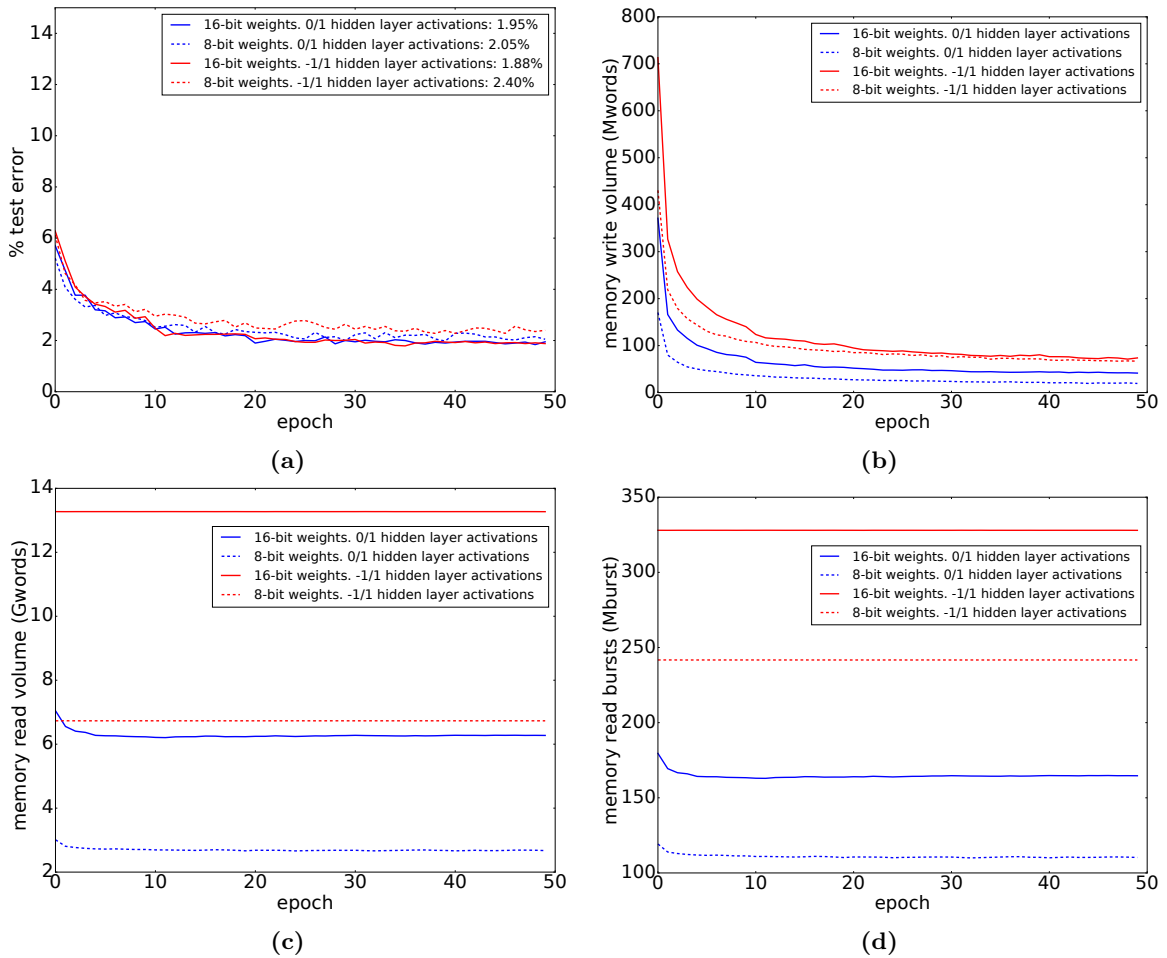 14
12
10
8
6
4
2
0
% test error
16-bit weights. 0/1 hidden layer activations: 1.95%
8-bit weights. 0/1 hidden layer activations: 2.05%
16-bit weights. -1/1 hidden layer activations: 1.88%
8-bit weights. -1/1 hidden layer activations: 2.40%
0 10 20 30 40 50
epoch
(a)
800
700
600
500
400
300
200
100
0
memory write volume (Mwords)
16-bit weights. 0/1 hidden layer activations
8-bit weights. 0/1 hidden layer activations
16-bit weights. -1/1 hidden layer activations
8-bit weights. -1/1 hidden layer activations
0 10 20 30 40 50
epoch
(b)
14
12
10
8
6
4
2
memory read volume (Gwords)
16-bit weights. 0/1 hidden layer activations
8-bit weights. 0/1 hidden layer activations
16-bit weights. -1/1 hidden layer activations
8-bit weights. -1/1 hidden layer activations
0 10 20 30 40 50
epoch
(c)
350
300
250
200
150
100
memory read bursts (Mburst)
16-bit weights. 0/1 hidden layer activations
8-bit weights. 0/1 hidden layer activations
16-bit weights. -1/1 hidden layer activations
8-bit weights. -1/1 hidden layer activations
0 10 20 30 40 50
epoch
(d)